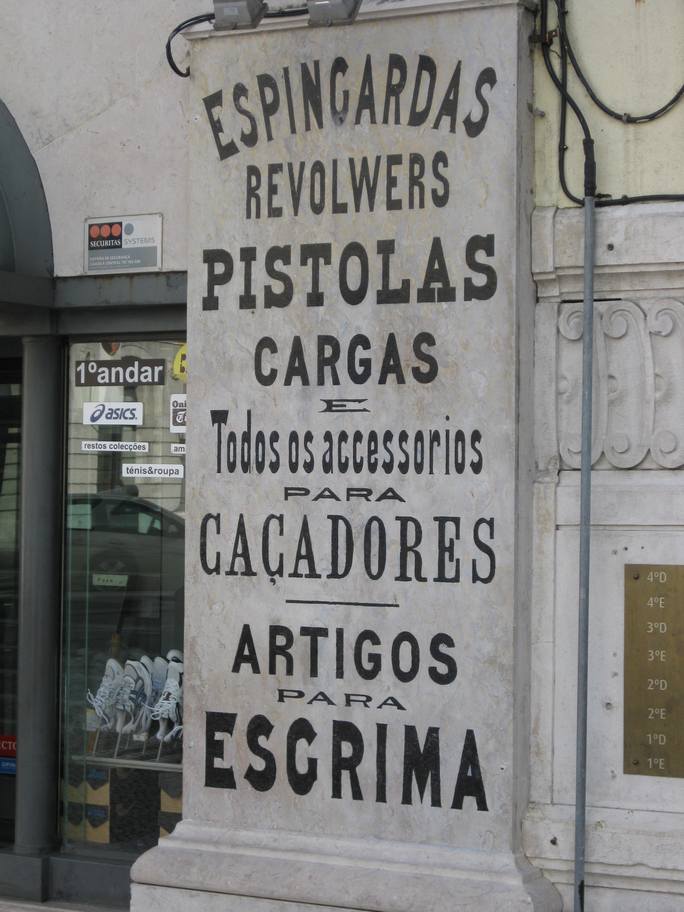 ESPINGARDAS
REVOLWERS
PISTOLAS
CARGAS
E
Todos os accessorios
PARA
CAÇADORES
ARTIGOS
PARA
ESGRIMA
SECURITAS SYSTEMS
1ºandar
asics
restos colecções
ténis&roupa
4ºD
4ºE
3ºD
3ºE
2ºD
2ºE
1ºD
1ºE